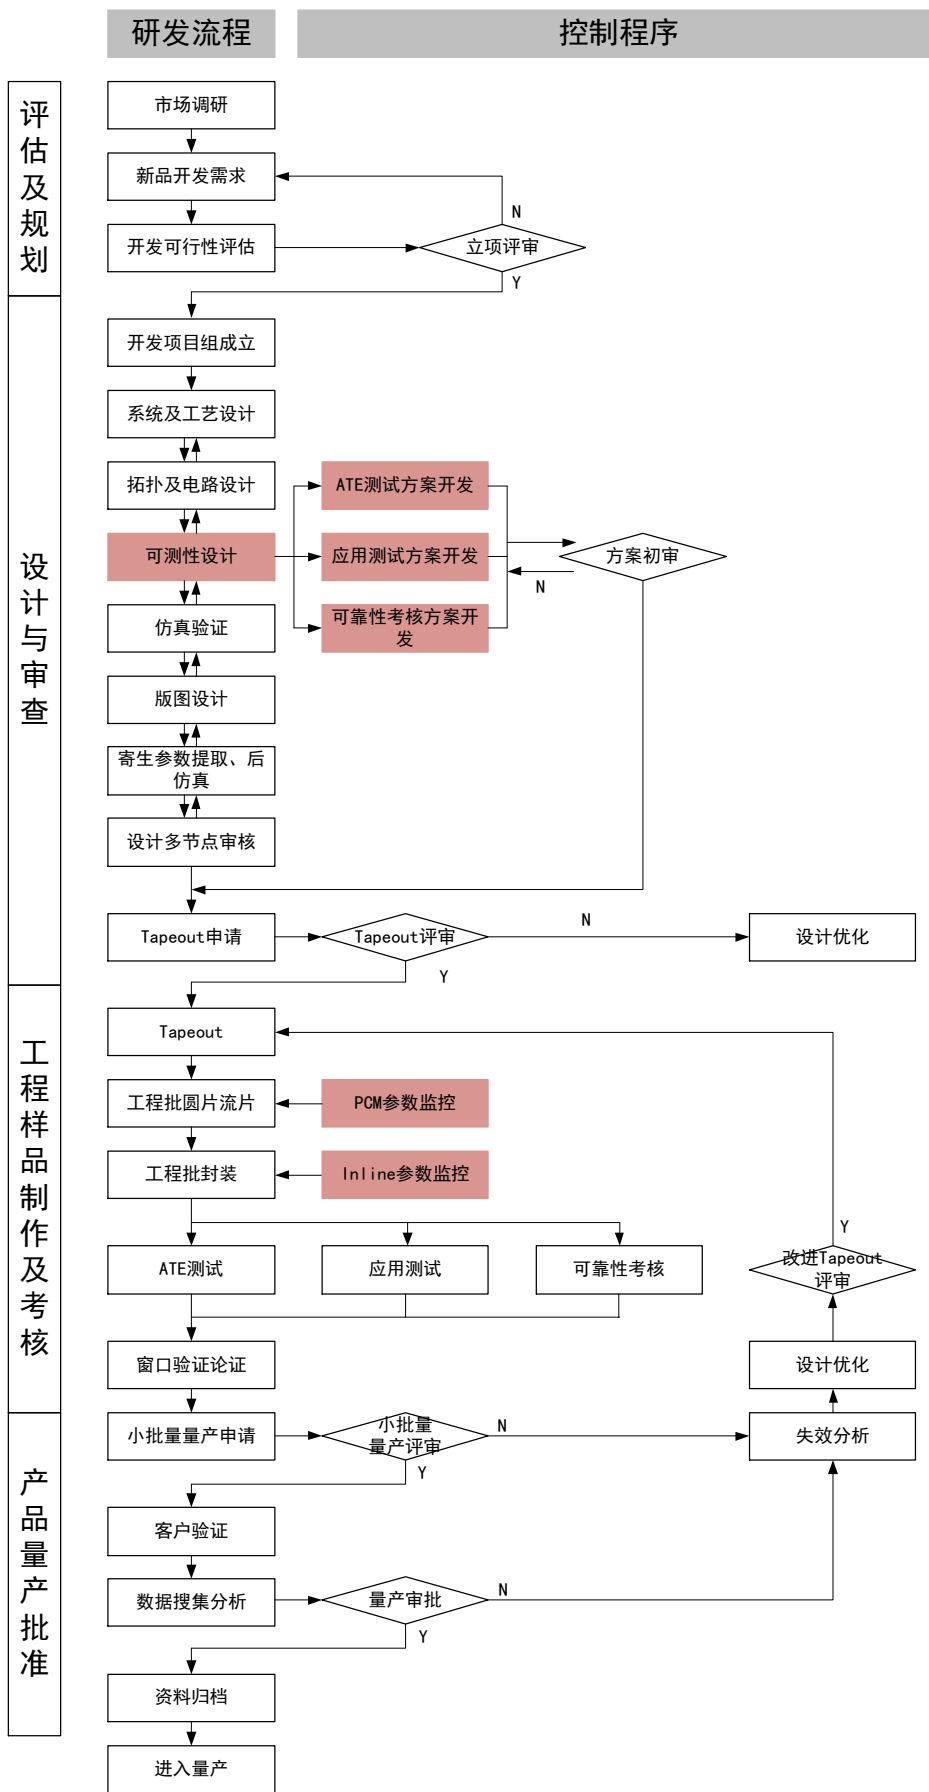 研发流程
控制程序
评估及规划
市场调研
新品开发需求
N
开发可行性评估
立项评审
Y
设计与审查
开发项目组成立
系统及工艺设计
拓扑及电路设计
ATE测试方案开发
可测性设计
应用测试方案开发
方案初审
N
仿真验证
可靠性考核方案开
发
版图设计
寄生参数提取、后
仿真
设计多节点审核
Tapeout申请
Tapeout评审
N
设计优化
Y
工程样品制作及考核
Tapeout
工程批圆片流片
PCM参数监控
工程批封装
Inline参数监控
Y
ATE测试
应用测试
可靠性考核
改进Tapeout
评审
窗口验证论证
设计优化
产品量产批准
小批量量产申请
小批量
量产评审
N
失效分析
Y
客户验证
数据搜集分析
量产审批
N
Y
资料归档
进入量产